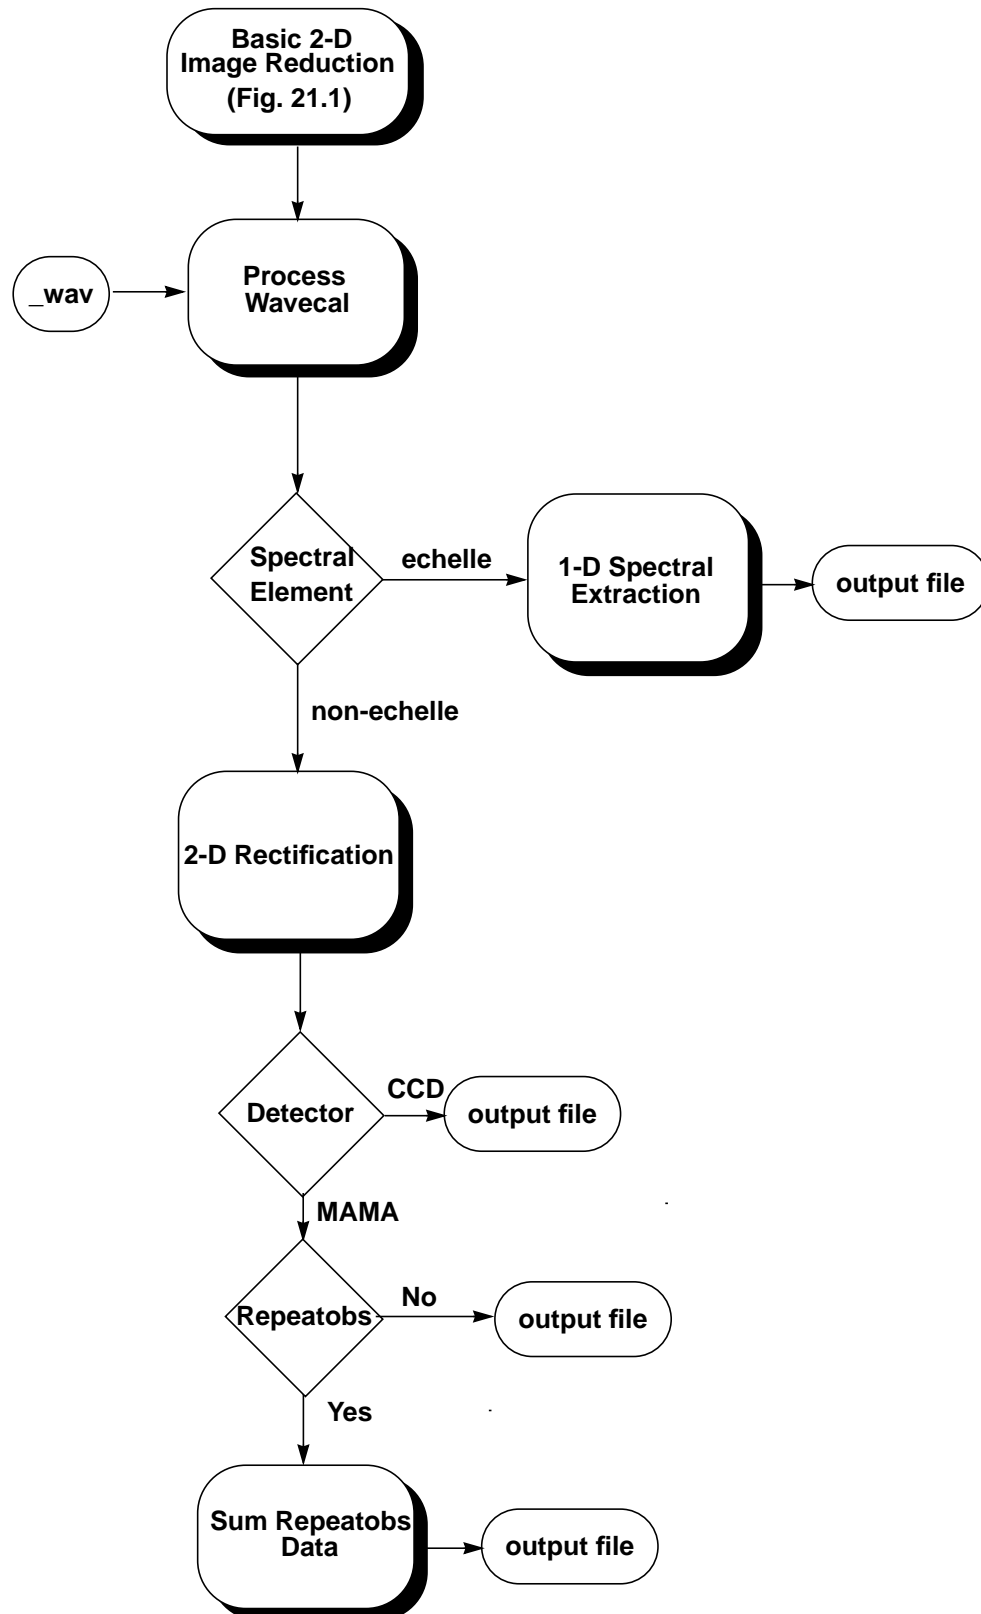 Basic 2-D
Image Reduction
(Fig. 21.1)
Process
Wavecal
_wav
Spectral
Element
echelle
1-D Spectral
Extraction
output file
non-echelle
2-D Rectification
Detector
CCD
output file
MAMA
Repeatobs
No
output file
Yes
Sum Repeatobs
Data
output file